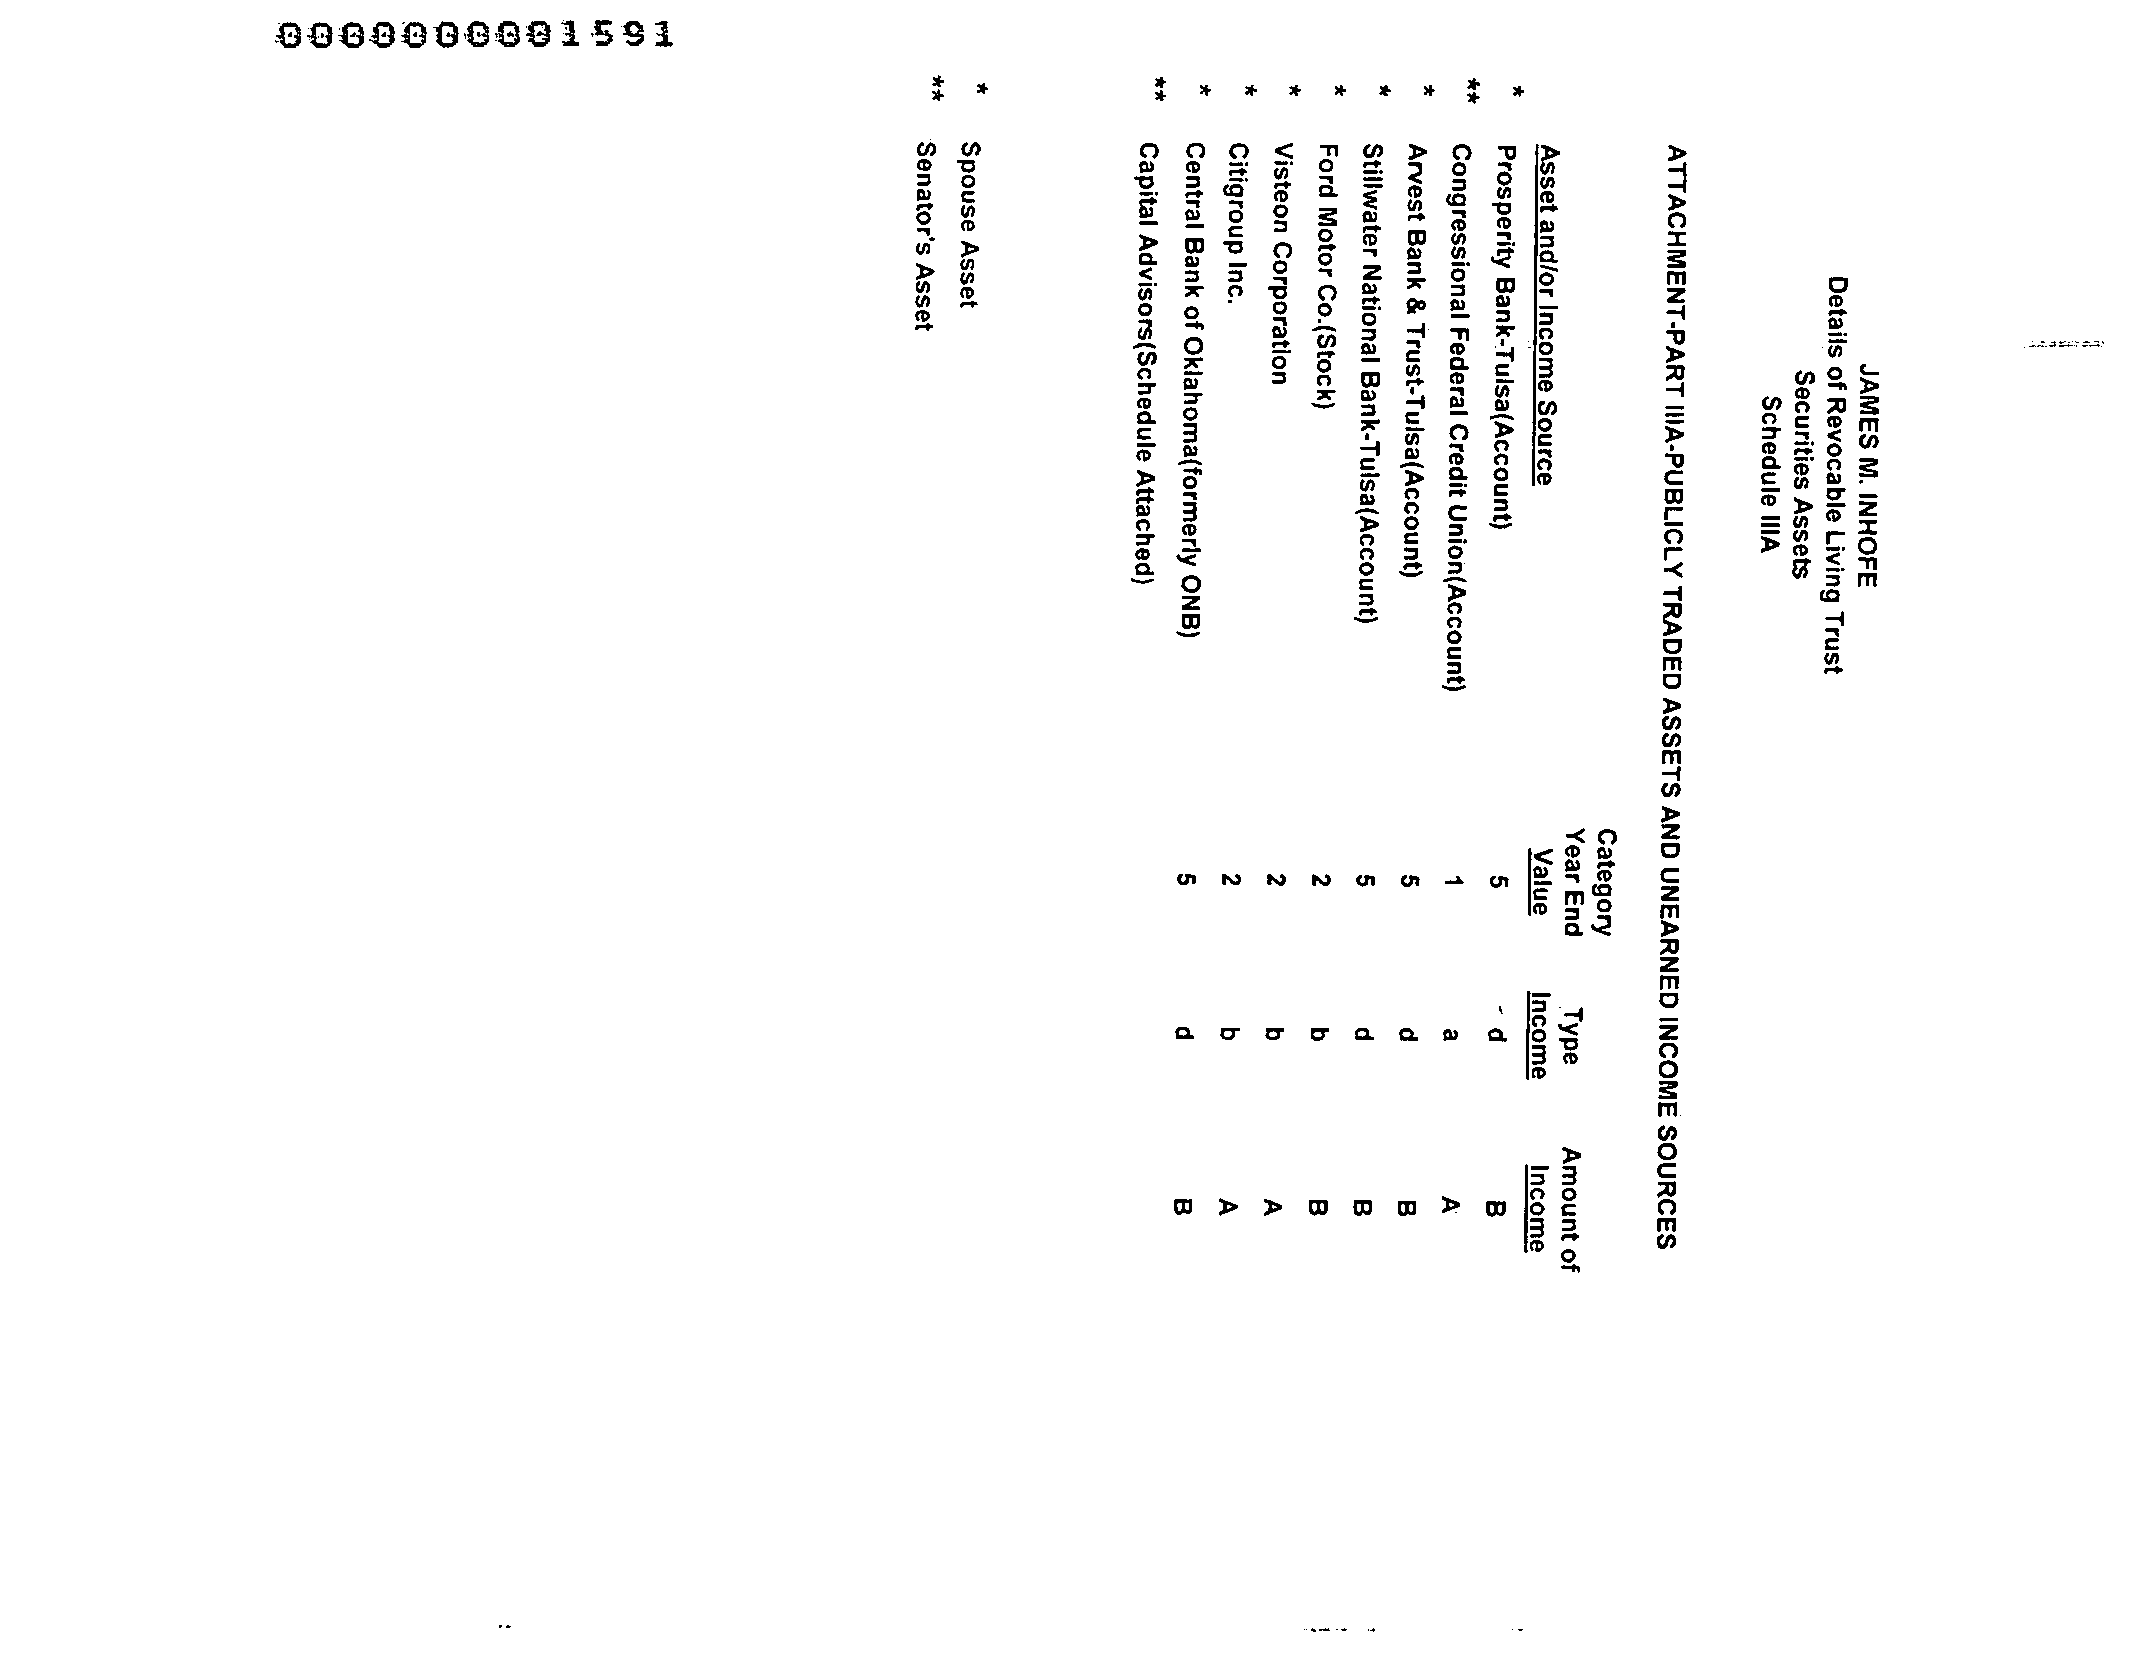 000000001591
JAMES M. INHOFE
Details of Revocable Living Trust
Securities Assets
Schedule IIIA
ATTACHMENT-PART IIIA-PUBLICLY TRADED ASSETS AND UNEARNED INCOME SOURCES
Category
Year End Type Amount of
Asset and/or Income Source Value Income Income
* Prosperity Bank-Tulsa(Account) 5 d B
** Congressional Federal Credit Union(Account) 1 a A
* Arvest Bank & Trust-Tulsa(Account) 5 d B
* Stillwater National Bank-Tulsa(Account) 5 d B
* Ford Motor Co.(Stock) 2 b B
* Visteon Corporation 2 b A
* Citigroup Inc. 2 b A
* Central Bank of Oklahoma(formerly ONB) 5 d B
** Capital Advisors(Schedule Attached)
* Spouse Asset
** Senator's Asset